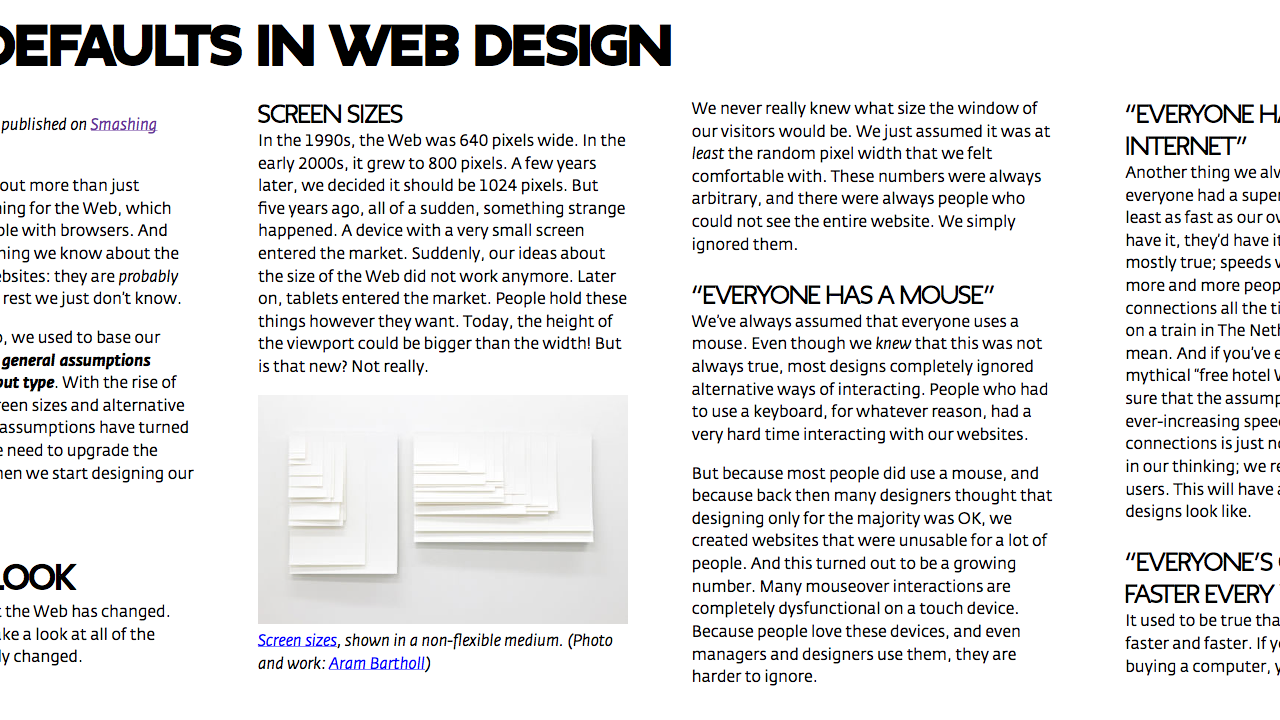 DEFAULTS IN WEB DESIGN
published on Smashing
out more than just
ing for the Web, which
ble with browsers. And
hing we know about the
ebsites: they are probably
rest we just don't know.
o, we used to base our
general assumptions
put type. With the rise of
reen sizes and alternative
assumptions have turned
e need to upgrade the
hen we start designing our
LOOK
t the Web has changed.
ake a look at all of the
ly changed.
SCREEN SIZES
In the 1990s, the Web was 640 pixels wide. In the
early 2000s, it grew to 800 pixels. A few years
later, we decided it should be 1024 pixels. But
five years ago, all of a sudden, something strange
happened. A device with a very small screen
entered the market. Suddenly, our ideas about
the size of the Web did not work anymore. Later
on, tablets entered the market. People hold these
things however they want. Today, the height of
the viewport could be bigger than the width! But
is that new? Not really.
Screen sizes, shown in a non-flexible medium. (Photo
and work: Aram Bartholl)
We never really knew what size the window of
our visitors would be. We just assumed it was at
least the random pixel width that we felt
comfortable with. These numbers were always
arbitrary, and there were always people who
could not see the entire website. We simply
ignored them.
“EVERYONE HAS A MOUSE”
We've always assumed that everyone uses a
mouse. Even though we knew that this was not
always true, most designs completely ignored
alternative ways of interacting. People who had
to use a keyboard, for whatever reason, had a
very hard time interacting with our websites.
But because most people did use a mouse, and
because back then many designers thought that
designing only for the majority was OK, we
created websites that were unusable for a lot of
people. And this turned out to be a growing
number. Many mouseover interactions are
completely dysfunctional on a touch device.
Because people love these devices, and even
managers and designers use them, they are
harder to ignore.
“EVERYONE HA
INTERNET”
Another thing we alw
everyone had a super
least as fast as our ow
have it, they'd have it
mostly true; speeds w
more and more peop
connections all the ti
on a train in The Neth
mean. And if you've e
mythical “free hotel W
sure that the assump
ever-increasing speed
connections is just no
in our thinking; we re
users. This will have a
designs look like.
“EVERYONE'S
FASTER EVERY
It used to be true tha
faster and faster. If yo
buying a computer, y